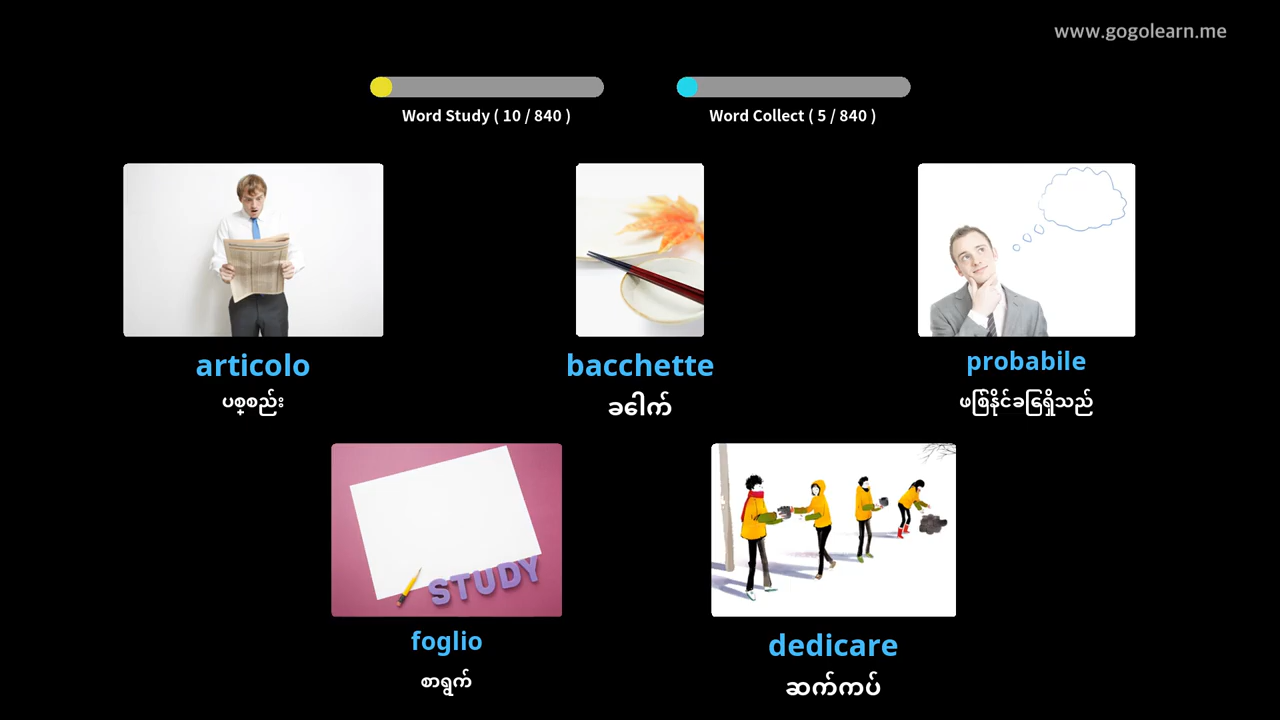 www.gogolearn.me
Word Study ( 10 / 840 )
Word Collect ( 5 / 840 )
articolo
bacchette
probabile
ပစ္စည်း
ခေါက်
ဖြစ်နိုင်ခြေရှိသည်
STUDY
foglio
dedicare
စာရွက်
ဆက်ကပ်